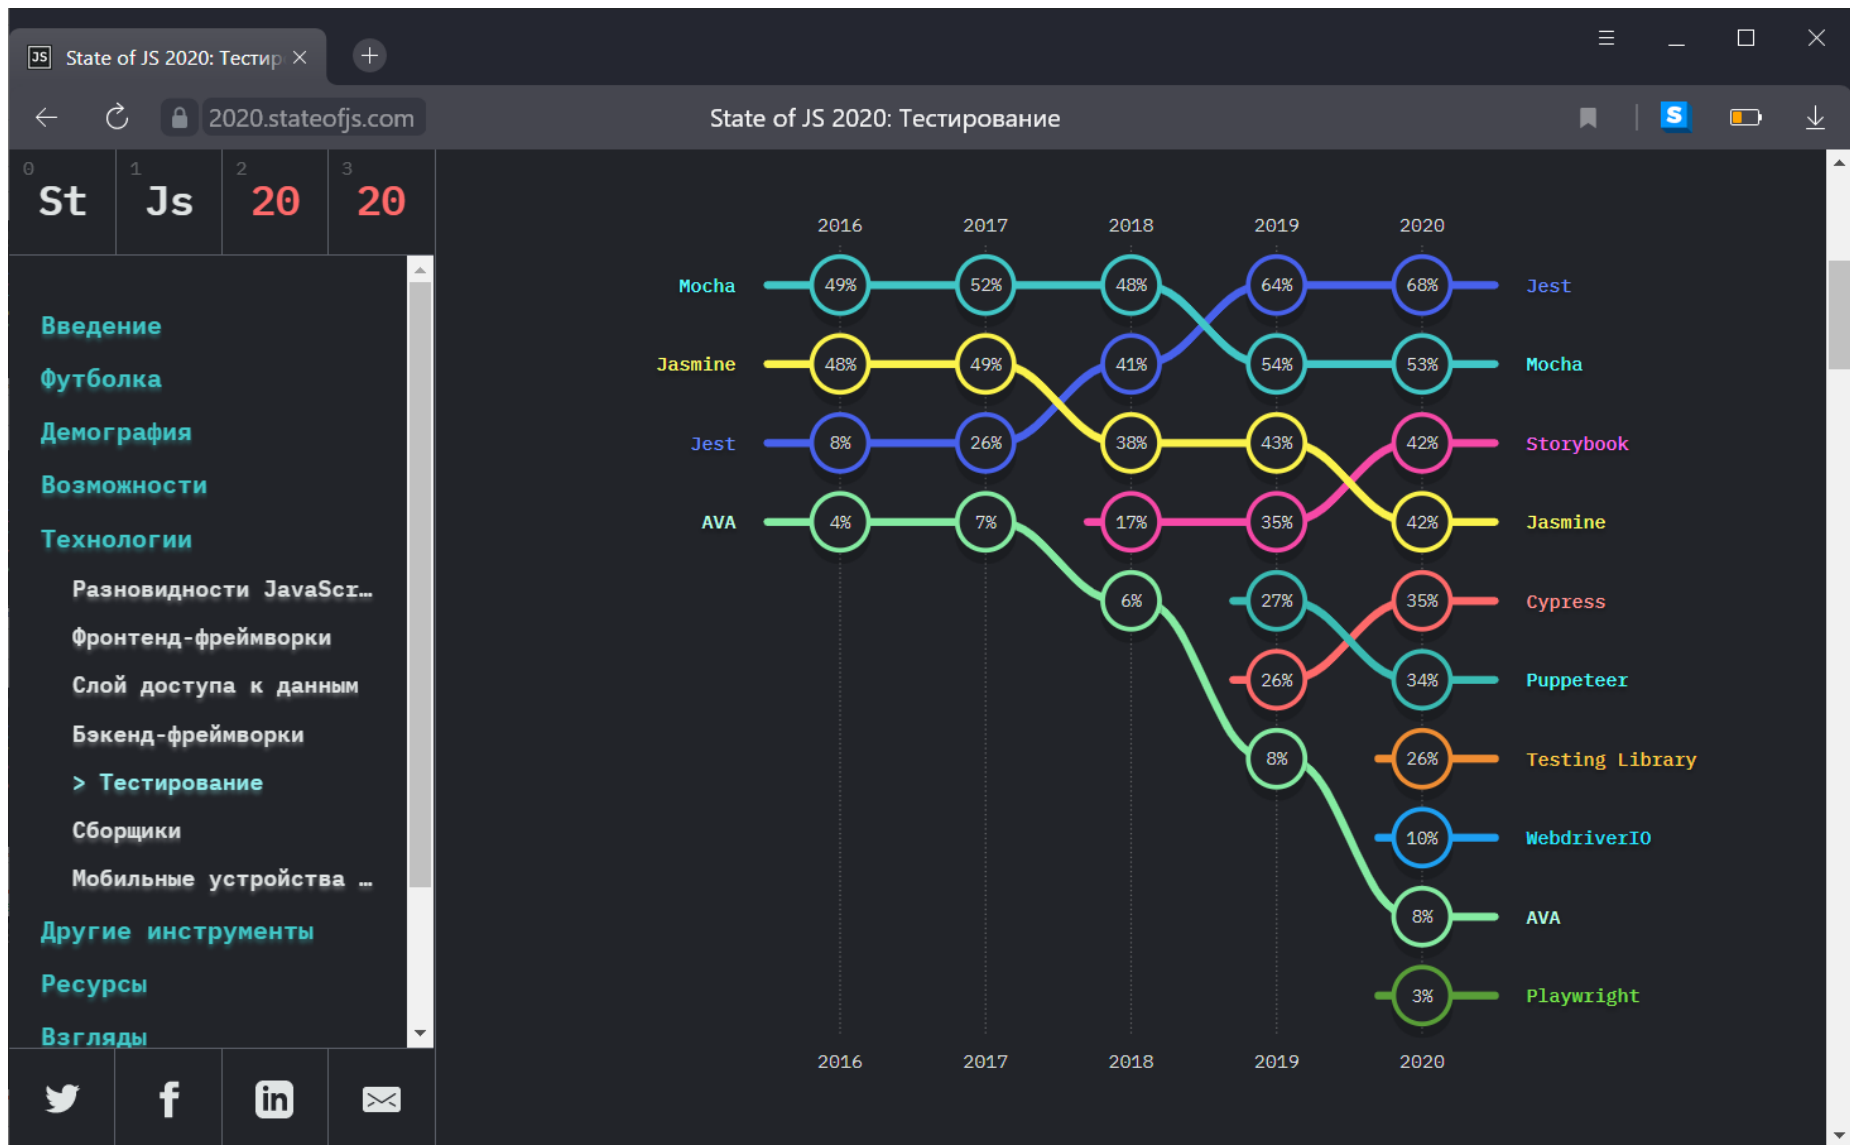 State of JS 2020: Тестир
2020.stateofjs.com
State of JS 2020: Тестирование
0 1 2 3
St Js 20 20
Введение
Футболка
Демография
Возможности
Технологии
Разновидности JavaScr…
Фронтенд-фреймворки
Слой доступа к данным
Бэкенд-фреймворки
> Тестирование
Сборщики
Мобильные устройства …
Другие инструменты
Ресурсы
Взгляды
2016 2017 2018 2019 2020
Mocha 49% 52% 48% 64% 68% Jest
Jasmine 48% 49% 41% 54% 53% Mocha
Jest 8% 26% 38% 43% 42% Storybook
AVA 4% 7% 17% 35% 42% Jasmine
6% 27% 35% Cypress
26% 34% Puppeteer
8% 26% Testing Library
10% WebdriverIO
8% AVA
3% Playwright
2016 2017 2018 2019 2020